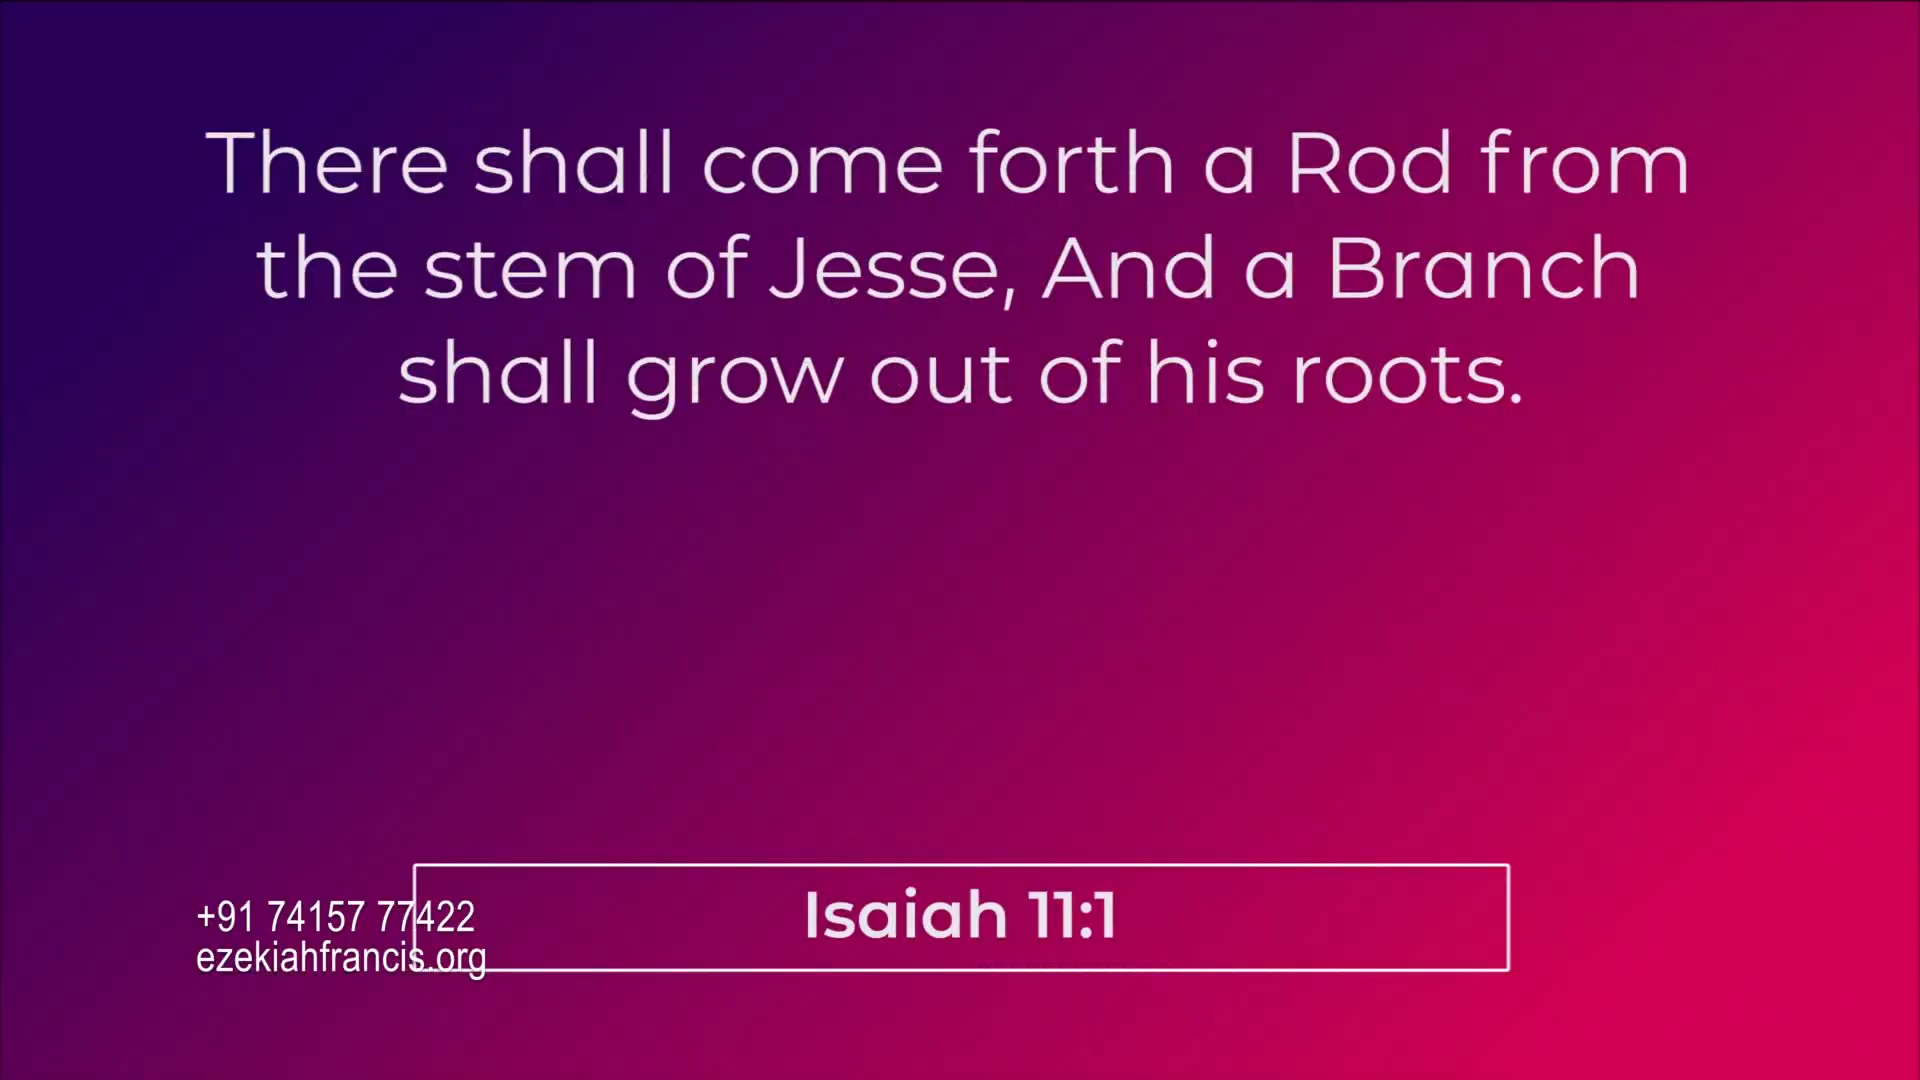 There shall come forth a Rod from
the stem of Jesse, And a Branch
shall grow out of his roots.
Isaiah 11:1
+91 74157 77422
ezekiahfrancis.org